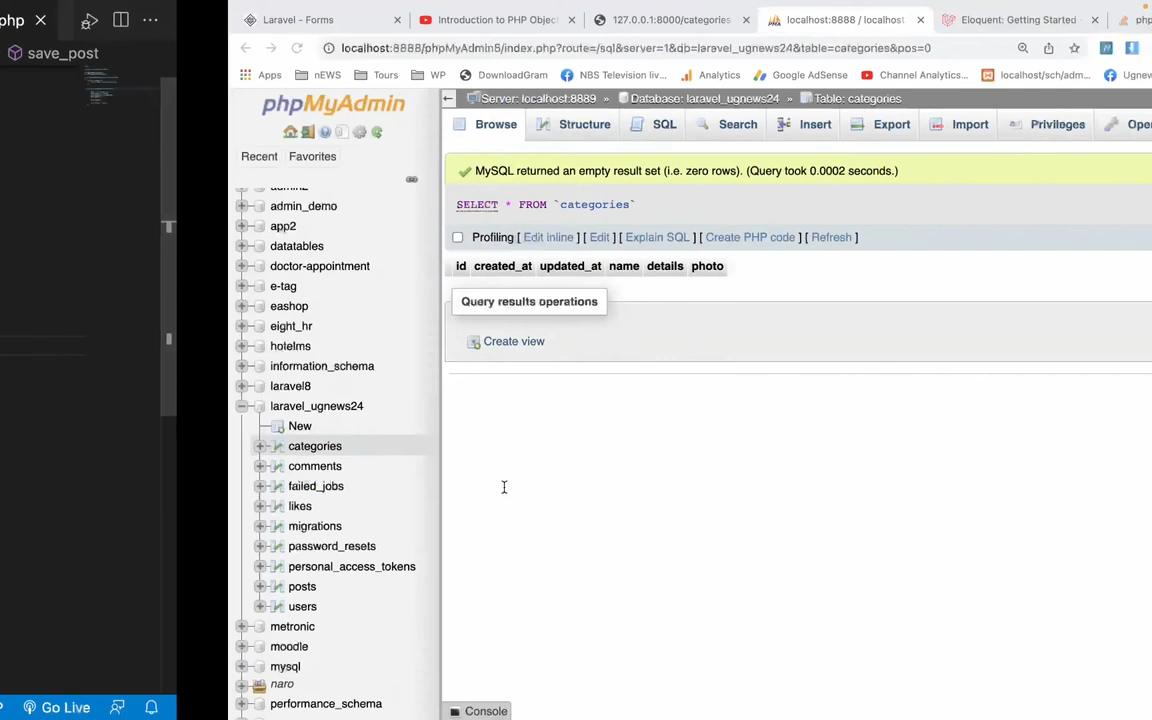 php
save_post
Go Live
Laravel - Forms
Introduction to PHP Objec
127.0.0.1:8000/categories
localhost:8888 / localhost
Eloquent: Getting Started
php
localhost:8888/phpMyAdmin5/index.php?route=/sql&server=1&db=laravel_ugnews24&table=categories&pos=0
Apps
nEWS
Tours
WP
DownloadGram
NBS Television liv...
Analytics
Google AdSense
Channel Analytics...
localhost/sch/adm...
Ugnew
phpMyAdmin
Recent
Favorites
admin2
admin_demo
app2
datatables
doctor-appointment
e-tag
eashop
eight_hr
hotelms
information_schema
laravel8
laravel_ugnews24
New
categories
comments
failed_jobs
likes
migrations
password_resets
personal_access_tokens
posts
users
metronic
moodle
mysql
naro
performance_schema
Server: localhost:8889 » Database: laravel_ugnews24 » Table: categories
Browse
Structure
SQL
Search
Insert
Export
Import
Privileges
Ope
MySQL returned an empty result set (i.e. zero rows). (Query took 0.0002 seconds.)
SELECT * FROM `categories`
Profiling [ Edit inline ] [ Edit ] [ Explain SQL ] [ Create PHP code ] [ Refresh ]
id created_at updated_at name details photo
Query results operations
Create view
Console